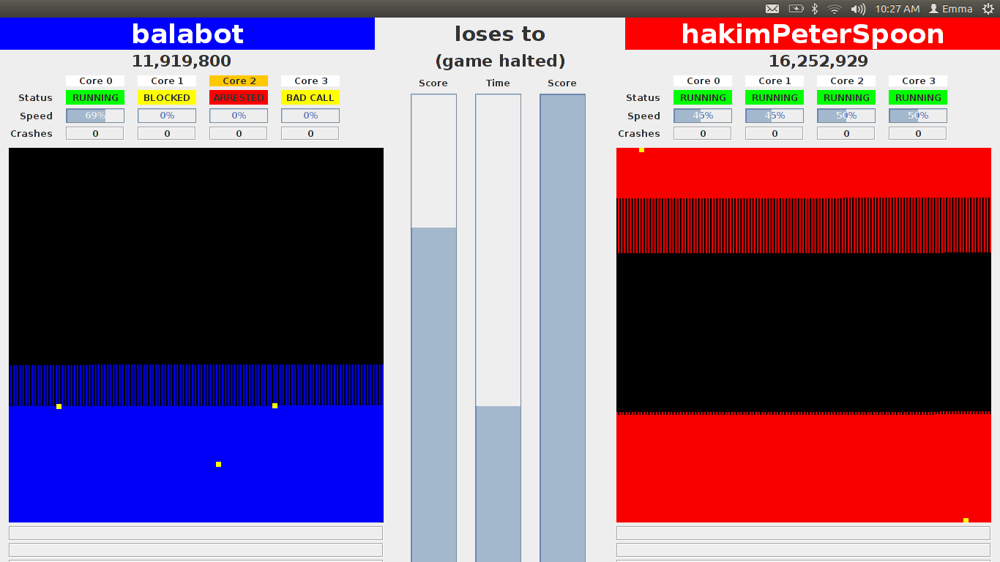 10:27 AM Emma
balabot
loses to
hakimPeterSpoon
11,919,800
(game halted)
16,252,929
Core 0 Core 1 Core 2 Core 3
Status RUNNING BLOCKED ARRESTED BAD CALL
Speed 69% 0% 0% 0%
Crashes 0 0 0 0
Score Time Score
Core 0 Core 1 Core 2 Core 3
Status RUNNING RUNNING RUNNING RUNNING
Speed 46% 45% 50% 50%
Crashes 0 0 0 0